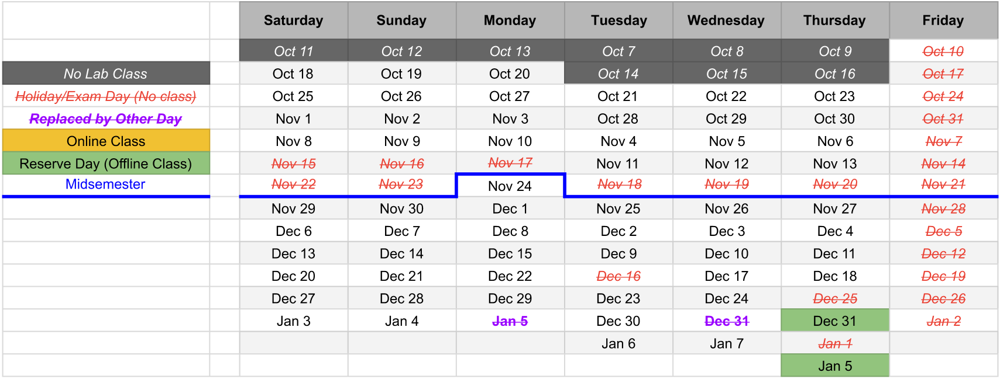 Saturday Sunday Monday Tuesday Wednesday Thursday Friday
Oct 11 Oct 12 Oct 13 Oct 7 Oct 8 Oct 9 Oct 10
No Lab Class Oct 18 Oct 19 Oct 20 Oct 14 Oct 15 Oct 16 Oct 17
Holiday/Exam Day (No class) Oct 25 Oct 26 Oct 27 Oct 21 Oct 22 Oct 23 Oct 24
Replaced by Other Day Nov 1 Nov 2 Nov 3 Oct 28 Oct 29 Oct 30 Oct 31
Online Class Nov 8 Nov 9 Nov 10 Nov 4 Nov 5 Nov 6 Nov 7
Reserve Day (Offline Class) Nov 15 Nov 16 Nov 17 Nov 11 Nov 12 Nov 13 Nov 14
Midsemester Nov 22 Nov 23 Nov 24 Nov 18 Nov 19 Nov 20 Nov 21
Nov 29 Nov 30 Dec 1 Nov 25 Nov 26 Nov 27 Nov 28
Dec 6 Dec 7 Dec 8 Dec 2 Dec 3 Dec 4 Dec 5
Dec 13 Dec 14 Dec 15 Dec 9 Dec 10 Dec 11 Dec 12
Dec 20 Dec 21 Dec 22 Dec 16 Dec 17 Dec 18 Dec 19
Dec 27 Dec 28 Dec 29 Dec 23 Dec 24 Dec 25 Dec 26
Jan 3 Jan 4 Jan 5 Dec 30 Dec 31 Dec 31 Jan 2
Jan 6 Jan 7 Jan 1
Jan 5